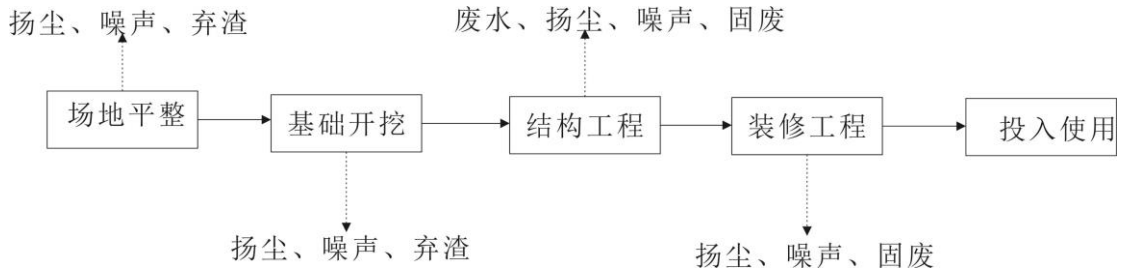 扬尘、噪声、弃渣
废水、扬尘、噪声、固废
场地平整
基础开挖
结构工程
装修工程
投入使用
扬尘、噪声、弃渣
扬尘、噪声、固废